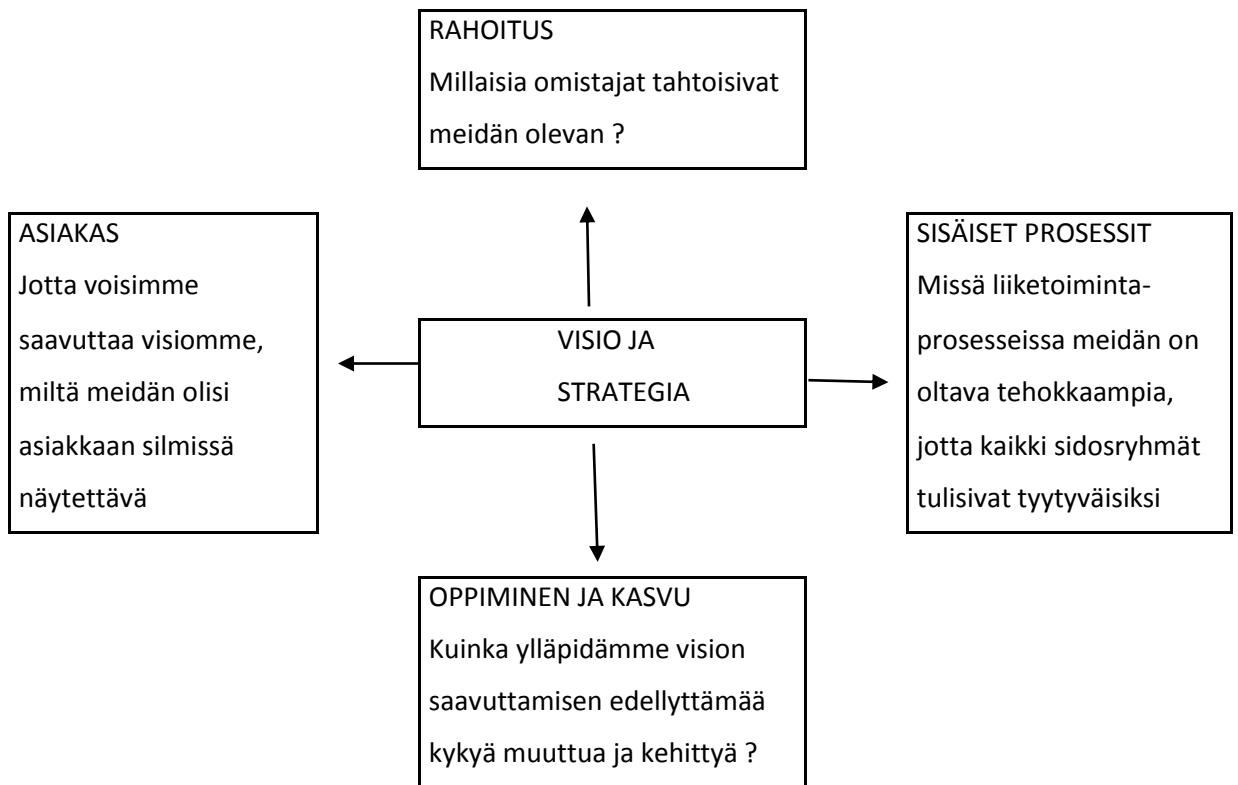 RAHOITUS
Millaisia omistajat tahtoisivat
meidän olevan ?
ASIAKAS
Jotta voisimme
saavuttaa visiomme,
miltä meidän olisi
asiakkaan silmissä
näytettävä
VISIO JA
STRATEGIA
SISÄISET PROSESSIT
Missä liiketoiminta-
prosesseissa meidän on
oltava tehokkaampia,
jotta kaikki sidosryhmät
tulisivat tyytyväisiksi
OPPIMINEN JA KASVU
Kuinka ylläpidämme vision
saavuttamisen edellyttämää
kykyä muuttua ja kehittyä ?